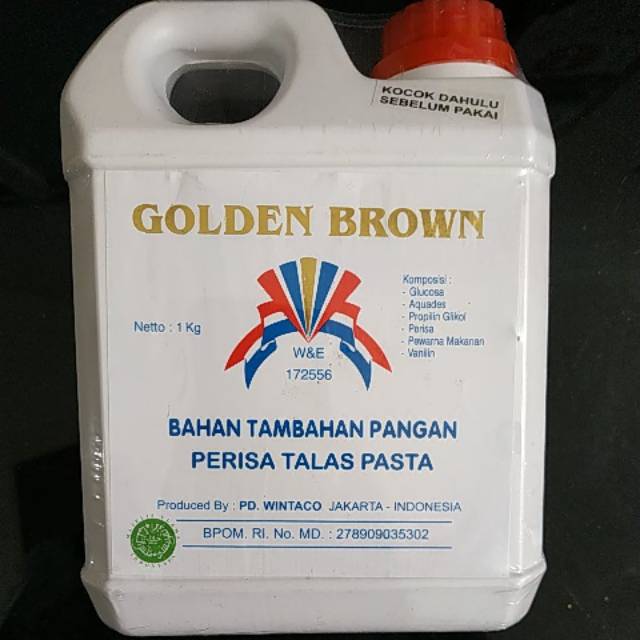 KOCOK DAHULU
SEBELUM PAKAI
GOLDEN BROWN
Netto : 1 Kg
W&E
172556
Komposisi :
- Glucosa
- Aquades
- Propilin Glikol
- Perisa
- Pewarna Makanan
- Vanilin
BAHAN TAMBAHAN PANGAN
PERISA TALAS PASTA
Produced By : PD. WINTACO JAKARTA - INDONESIA
BPOM. RI. No. MD. : 278909035302